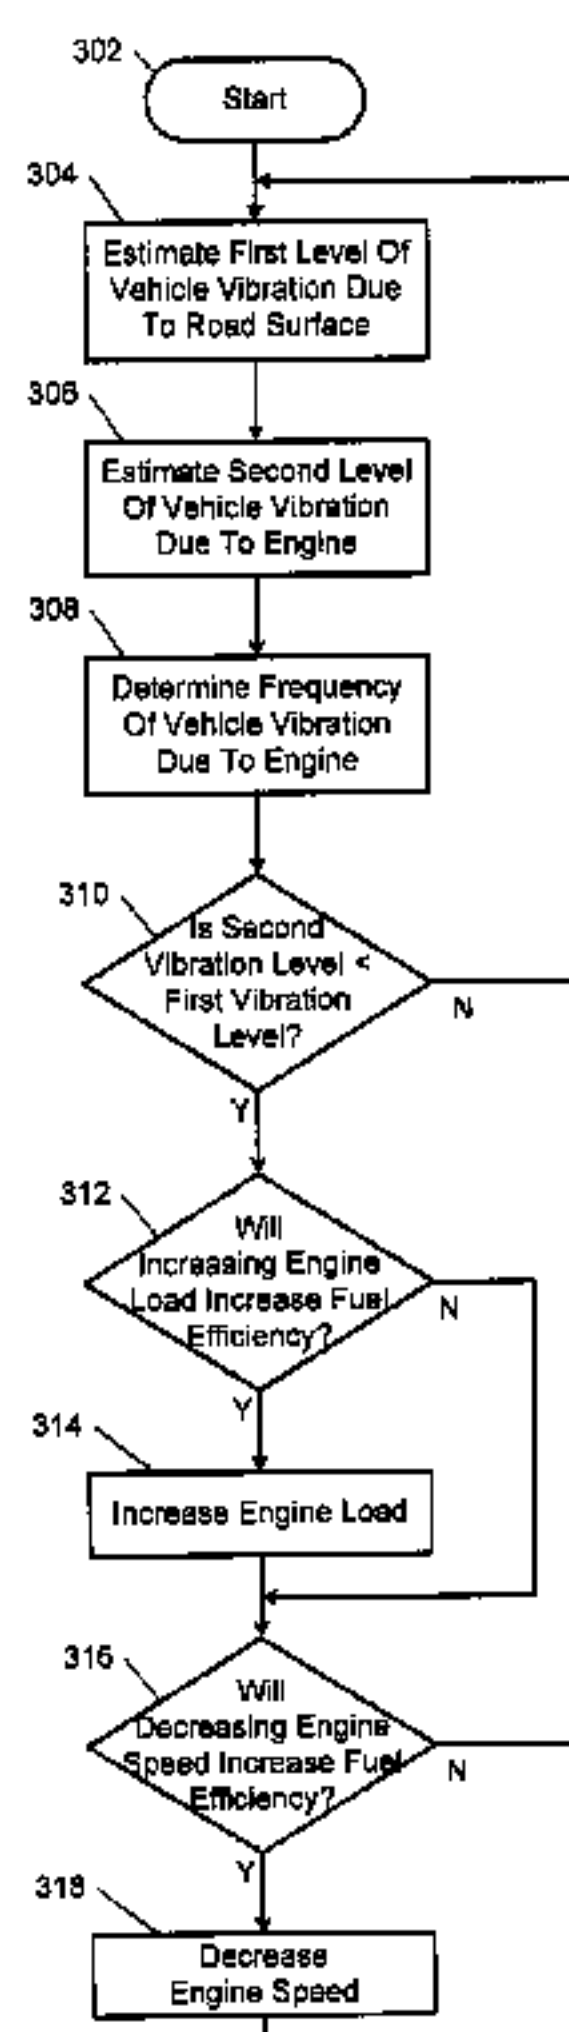 302
Start
304
Estimate First Level Of
Vehicle Vibration Due
To Road Surface
306
Estimate Second Level
Of Vehicle Vibration
Due To Engine
308
Determine Frequency
Of Vehicle Vibration
Due To Engine
310
Is Second
Vibration Level <
First Vibration
Level?
N
Y
312
Will
Increasing Engine
Load Increase Fuel
Efficiency?
N
Y
314
Increase Engine Load
316
Will
Decreasing Engine
Speed Increase Fuel
Efficiency?
N
Y
318
Decrease
Engine Speed